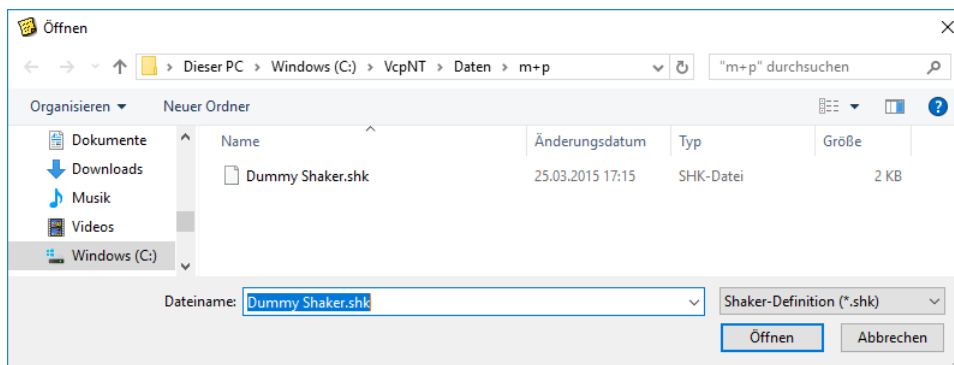 Öffnen
Dieser PC > Windows (C:) > VcpNT > Daten > m+p
"m+p" durchsuchen
Organisieren Neuer Ordner
Dokumente
Downloads
Musik
Videos
Windows (C:)
Name Änderungsdatum Typ Größe
Dummy Shaker.shk 25.03.2015 17:15 SHK-Datei 2 KB
Dateiname: Dummy Shaker.shk Shaker-Definition (*.shk)
Öffnen Abbrechen